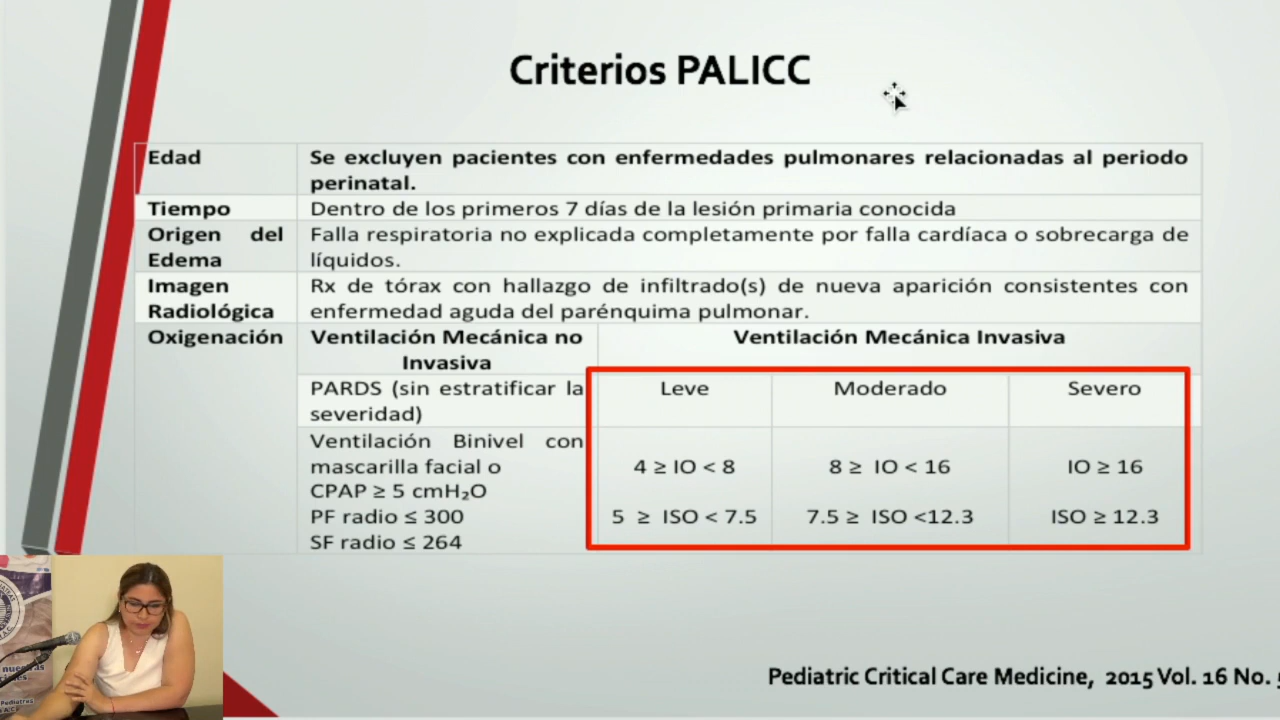 Criterios PALICC
Edad
Se excluyen pacientes con enfermedades pulmonares relacionadas al periodo
perinatal.
Tiempo
Dentro de los primeros 7 días de la lesión primaria conocida
Origen del
Edema
Falla respiratoria no explicada completamente por falla cardíaca o sobrecarga de
líquidos.
Imagen
Radiológica
Rx de tórax con hallazgo de infiltrado(s) de nueva aparición consistentes con
enfermedad aguda del parénquima pulmonar.
Oxigenación
Ventilación Mecánica no
Invasiva
Ventilación Mecánica Invasiva
PARDS (sin estratificar la
severidad)
Leve
Moderado
Severo
Ventilación Binivel con
mascarilla facial o
CPAP ≥ 5 cmH₂O
PF radio ≤ 300
SF radio ≤ 264
4 ≥ IO < 8
8 ≥ IO < 16
IO ≥ 16
5 ≥ ISO < 7.5
7.5 ≥ ISO <12.3
ISO ≥ 12.3
Pediatric Critical Care Medicine, 2015 Vol. 16 No.